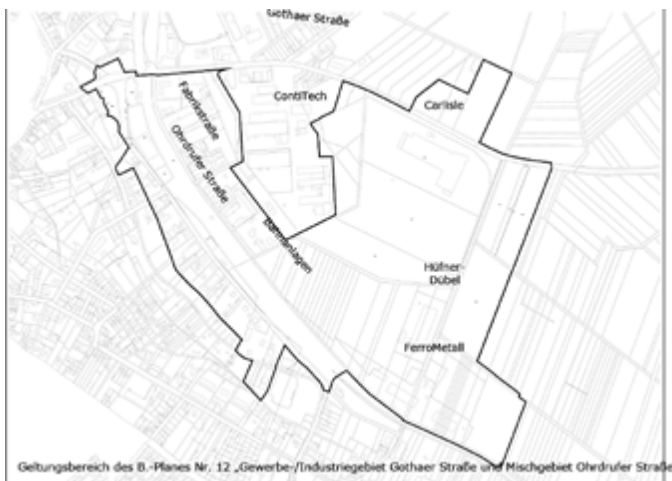 Gothaer Straße
ContiTech
Carlisle
Fabrikstraße
Ohrdrufer Straße
Bahnanlagen
Hüfner-
Dübel
FerroMetall
Geltungsbereich des B.-Planes Nr. 12 „Gewerbe-/Industriegebiet Gothaer Straße und Mischgebiet Ohrdrufer Straße